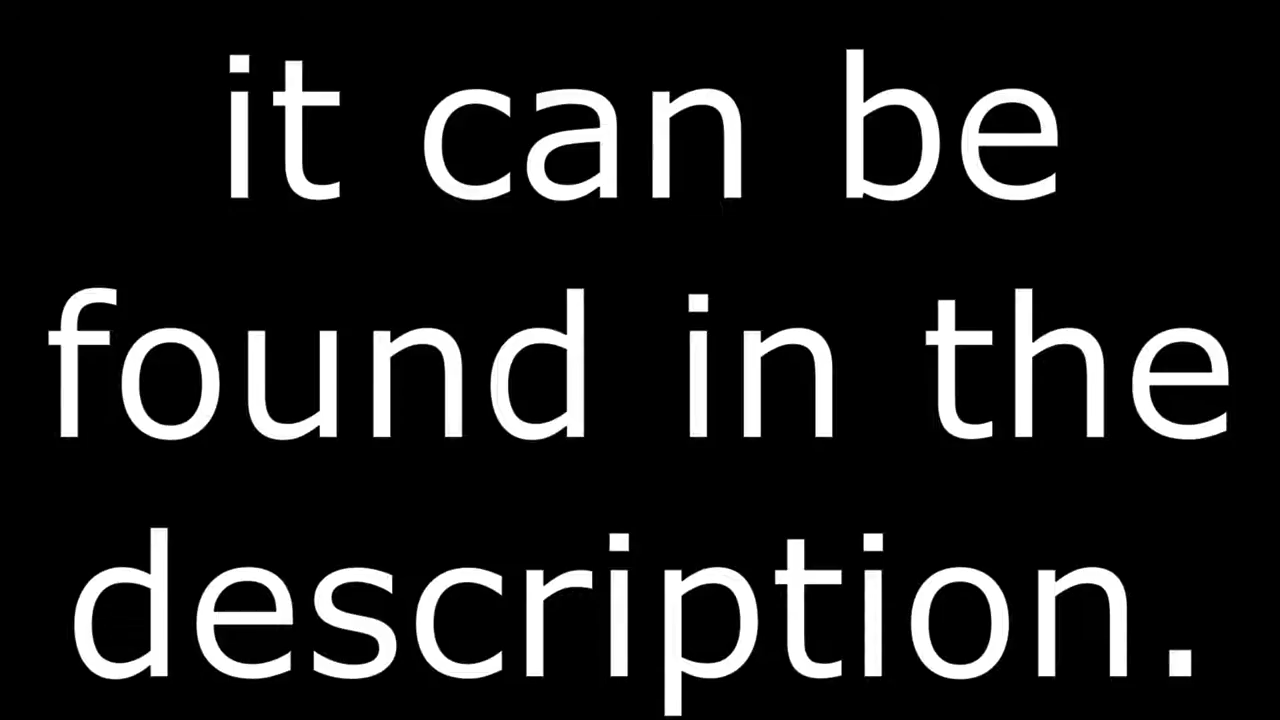 it can be
found in the
description.